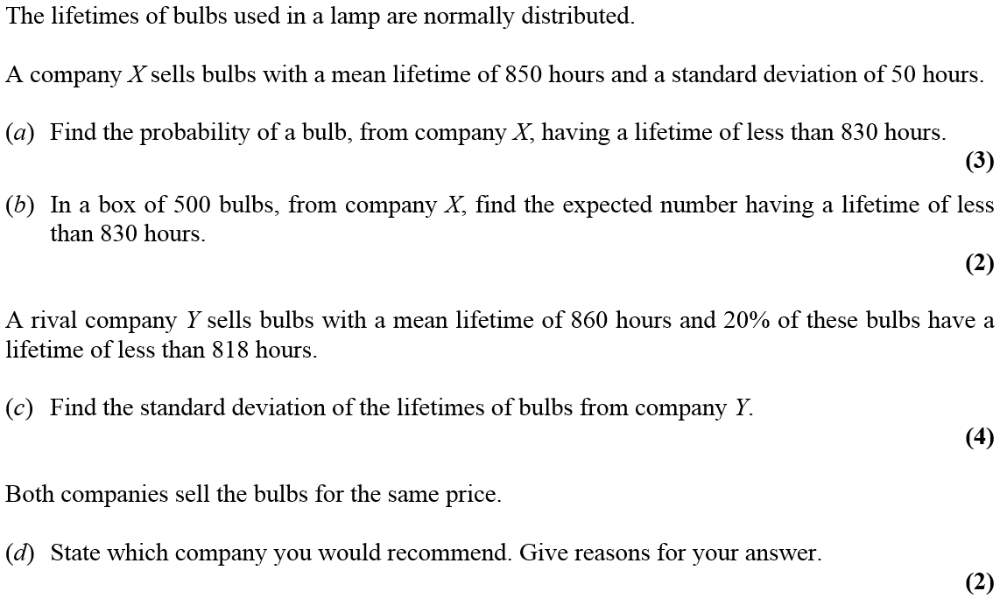 The lifetimes of bulbs used in a lamp are normally distributed.
A company X sells bulbs with a mean lifetime of 850 hours and a standard deviation of 50 hours.
(a) Find the probability of a bulb, from company X, having a lifetime of less than 830 hours.
(3)
(b) In a box of 500 bulbs, from company X, find the expected number having a lifetime of less
than 830 hours.
(2)
A rival company Y sells bulbs with a mean lifetime of 860 hours and 20% of these bulbs have a
lifetime of less than 818 hours.
(c) Find the standard deviation of the lifetimes of bulbs from company Y.
(4)
Both companies sell the bulbs for the same price.
(d) State which company you would recommend. Give reasons for your answer.
(2)